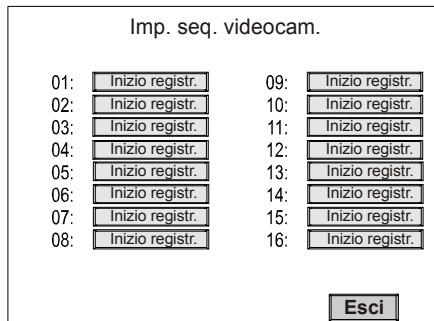 Imp. seq. videocam.
01: Inizio registr. 09: Inizio registr.
02: Inizio registr. 10: Inizio registr.
03: Inizio registr. 11: Inizio registr.
04: Inizio registr. 12: Inizio registr.
05: Inizio registr. 13: Inizio registr.
06: Inizio registr. 14: Inizio registr.
07: Inizio registr. 15: Inizio registr.
08: Inizio registr. 16: Inizio registr.
Esci